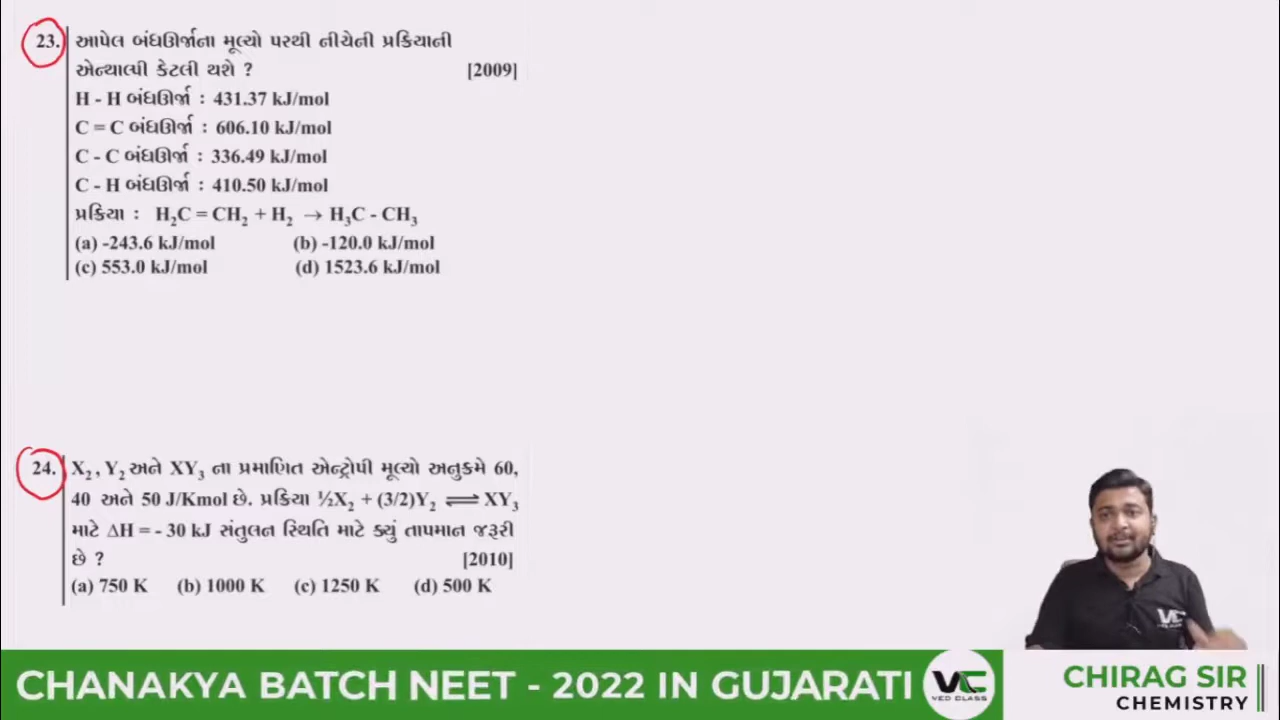 23. આપેલ બંધઊર્જાના મૂલ્યો પરથી નીચેની પ્રક્રિયાની
એન્થાલ્પી કેટલી થશે ? [2009]
H - H બંધઊર્જા : 431.37 kJ/mol
C = C બંધઊર્જા : 606.10 kJ/mol
C - C બંધઊર્જા : 336.49 kJ/mol
C - H બંધઊર્જા : 410.50 kJ/mol
પ્રક્રિયા : H₂C = CH₂ + H₂ → H₃C - CH₃
(a) -243.6 kJ/mol (b) -120.0 kJ/mol
(c) 553.0 kJ/mol (d) 1523.6 kJ/mol
24. X₂, Y₂ અને XY₃ ના પ્રમાણિત એન્ટ્રોપી મૂલ્યો અનુક્રમે 60,
40 અને 50 J/Kmol છે. પ્રક્રિયા ½X₂ + (3/2)Y₂ ⇌ XY₃
માટે ΔH = - 30 kJ સંતુલન સ્થિતિ માટે ક્યું તાપમાન જરૂરી
છે ? [2010]
(a) 750 K (b) 1000 K (c) 1250 K (d) 500 K
VC
CHANAKYA BATCH NEET - 2022 IN GUJARATI
VC
VED CLASS
CHIRAG SIR
CHEMISTRY